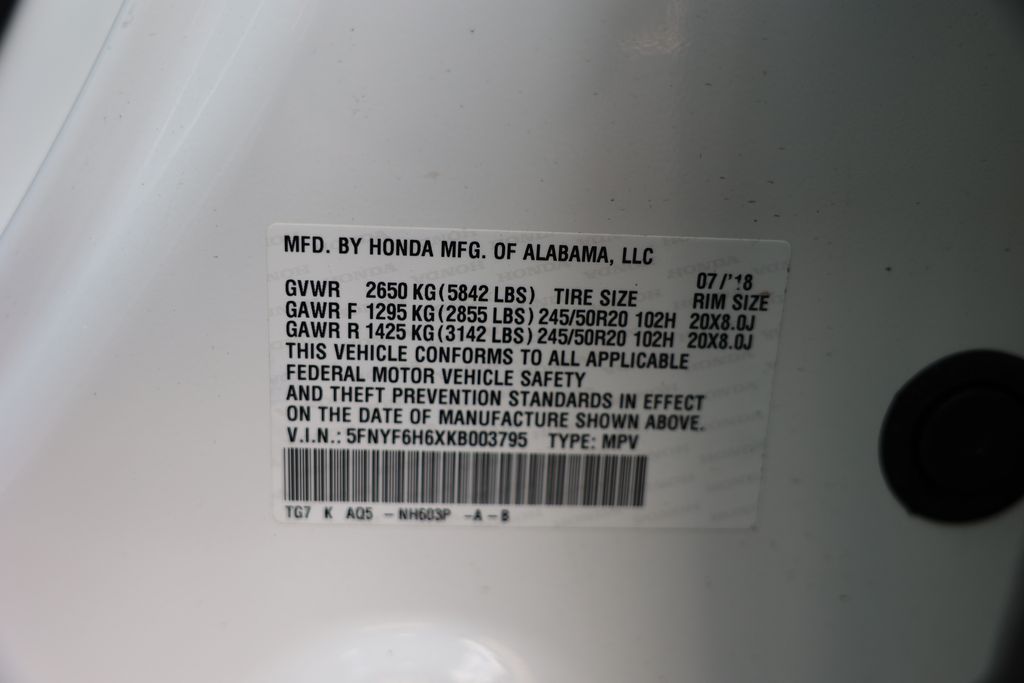 MFD. BY HONDA MFG. OF ALABAMA, LLC
07/'18
GVWR 2650 KG(5842 LBS) TIRE SIZE RIM SIZE
GAWR F 1295 KG(2855 LBS) 245/50R20 102H 20X8.0J
GAWR R 1425 KG(3142 LBS) 245/50R20 102H 20X8.0J
THIS VEHICLE CONFORMS TO ALL APPLICABLE
FEDERAL MOTOR VEHICLE SAFETY
AND THEFT PREVENTION STANDARDS IN EFFECT
ON THE DATE OF MANUFACTURE SHOWN ABOVE.
V.I.N.: 5FNYF6H6XKB003795 TYPE: MPV
TG7 K AQ5 -NH603P -A-B